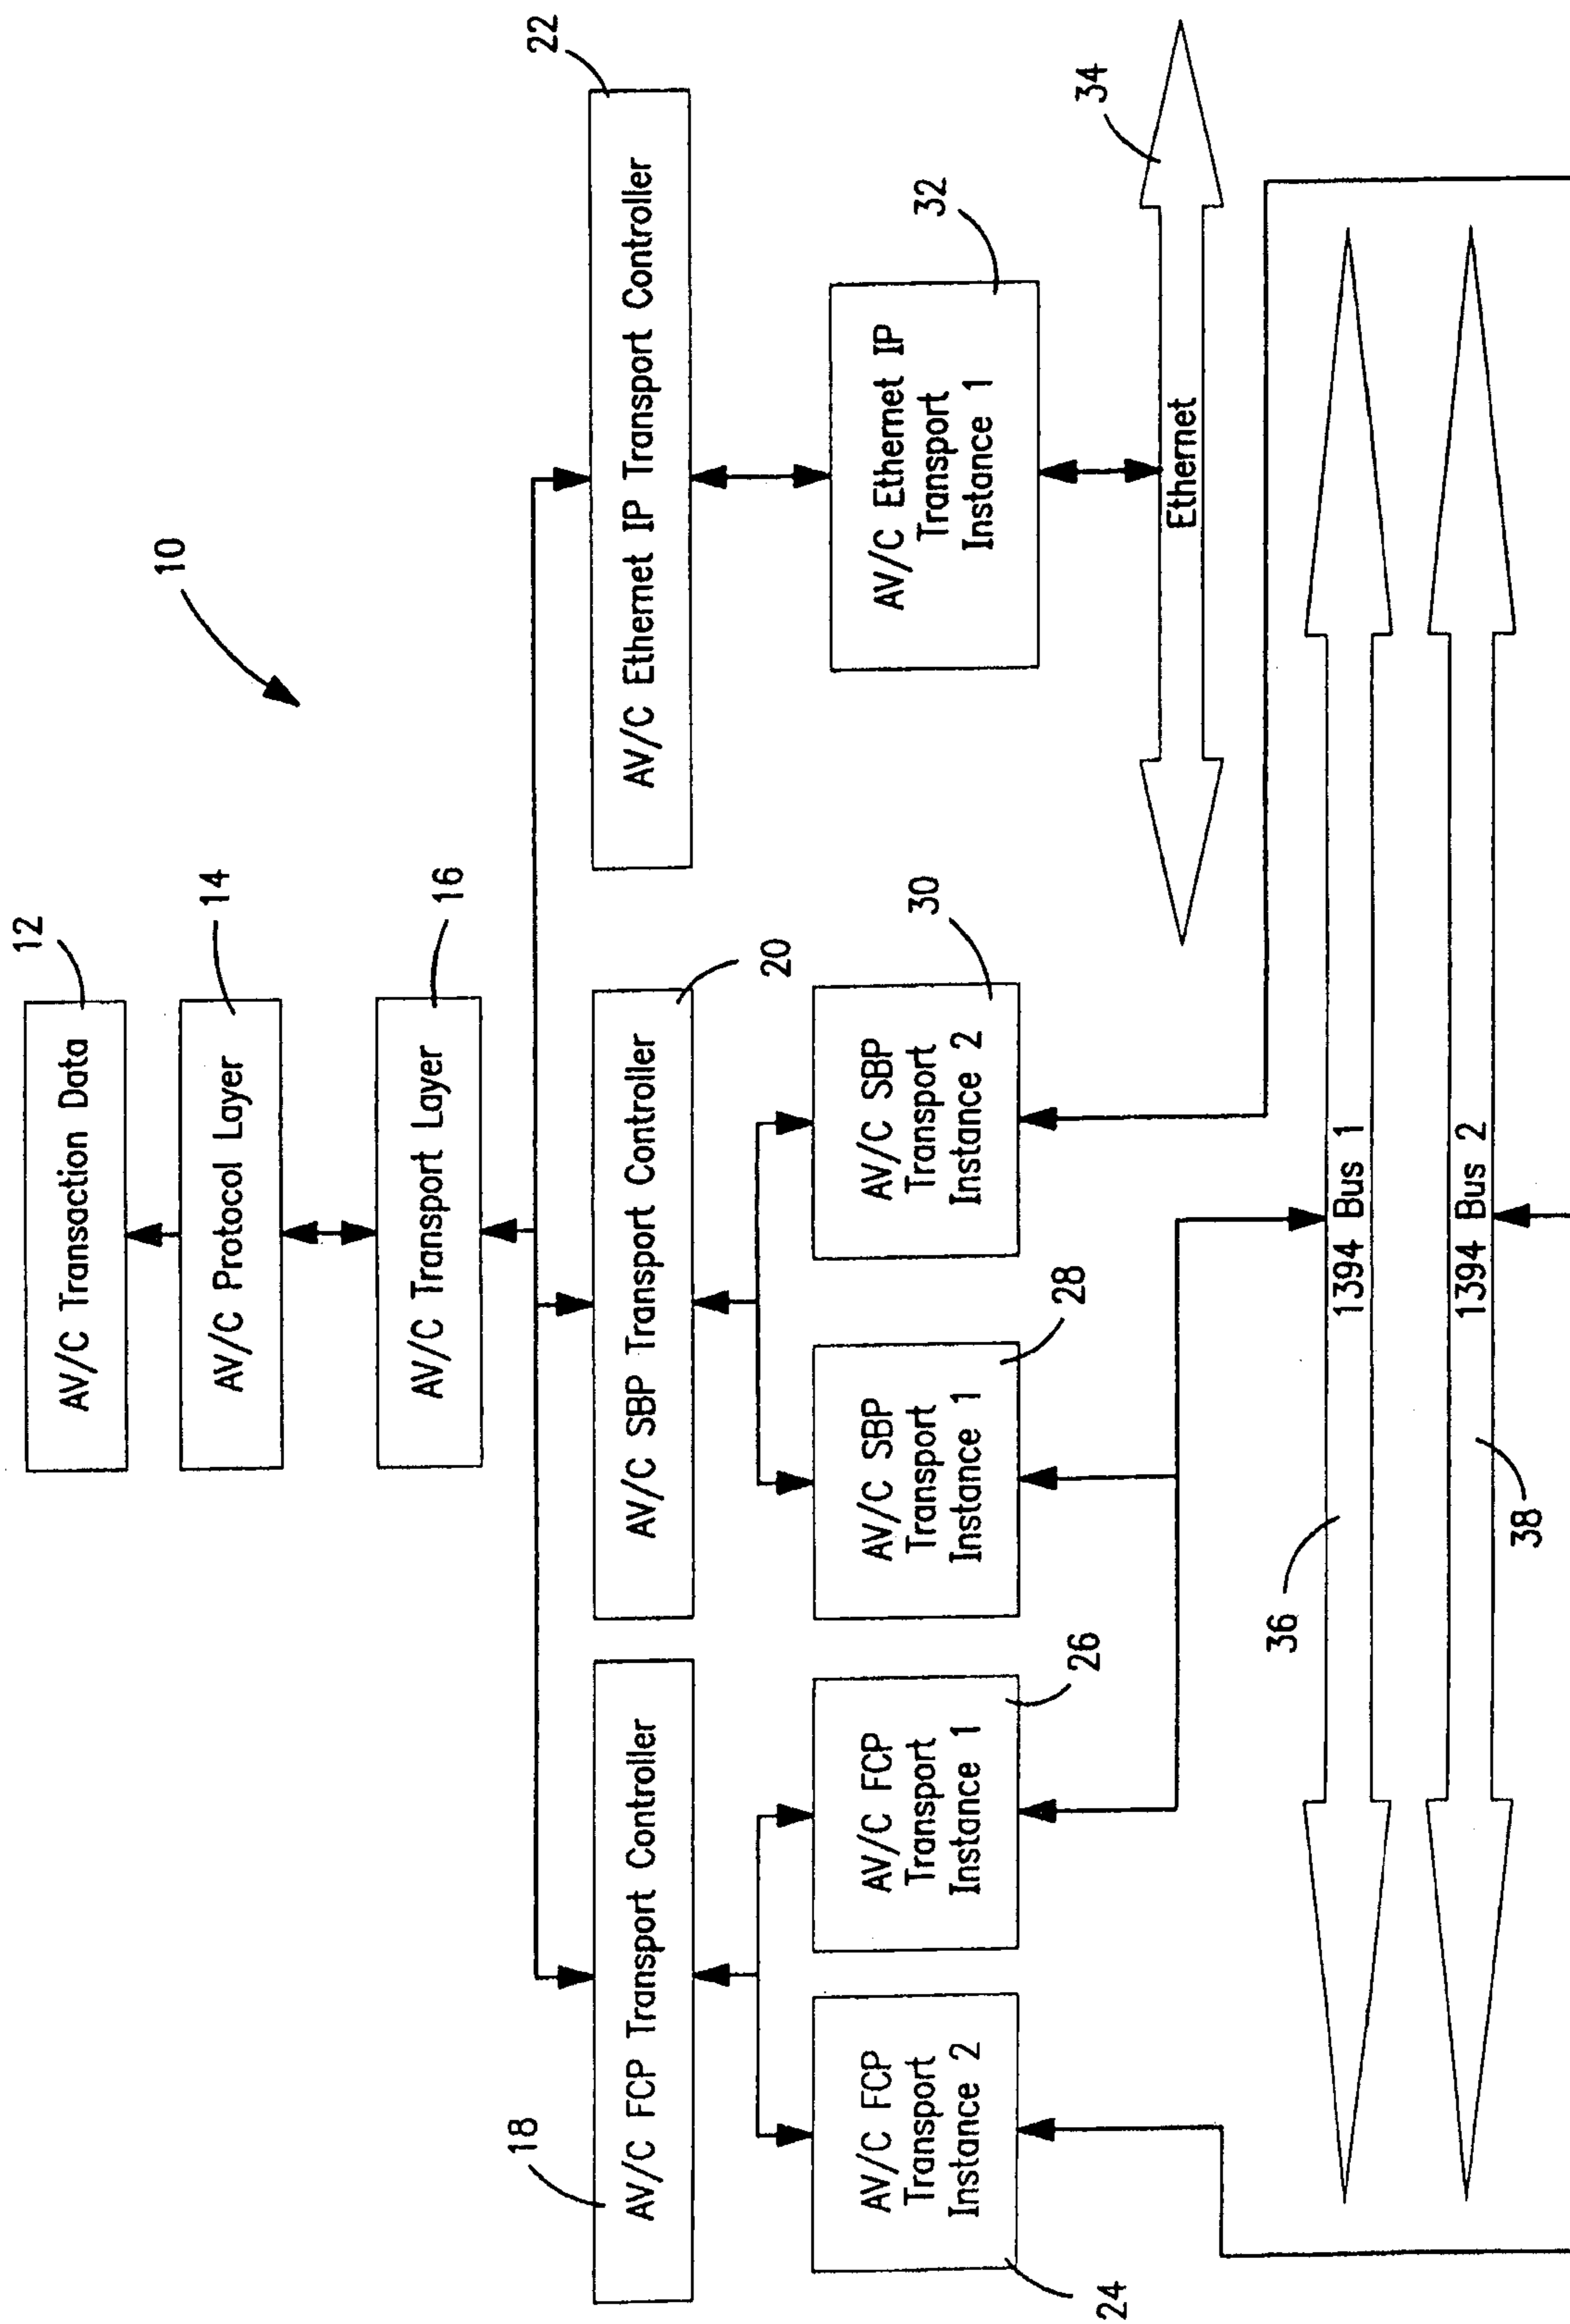 10
12
AV/C Transaction Data
14
AV/C Protocol Layer
16
AV/C Transport Layer
18
AV/C FCP Transport Controller
20
AV/C SBP Transport Controller
22
AV/C Ethernet IP Transport Controller
24
AV/C FCP
Transport
Instance 2
26
AV/C FCP
Transport
Instance 1
28
AV/C SBP
Transport
Instance 1
30
AV/C SBP
Transport
Instance 2
32
AV/C Ethernet IP
Transport
Instance 1
34
Ethernet
36
1394 Bus 1
38
1394 Bus 2